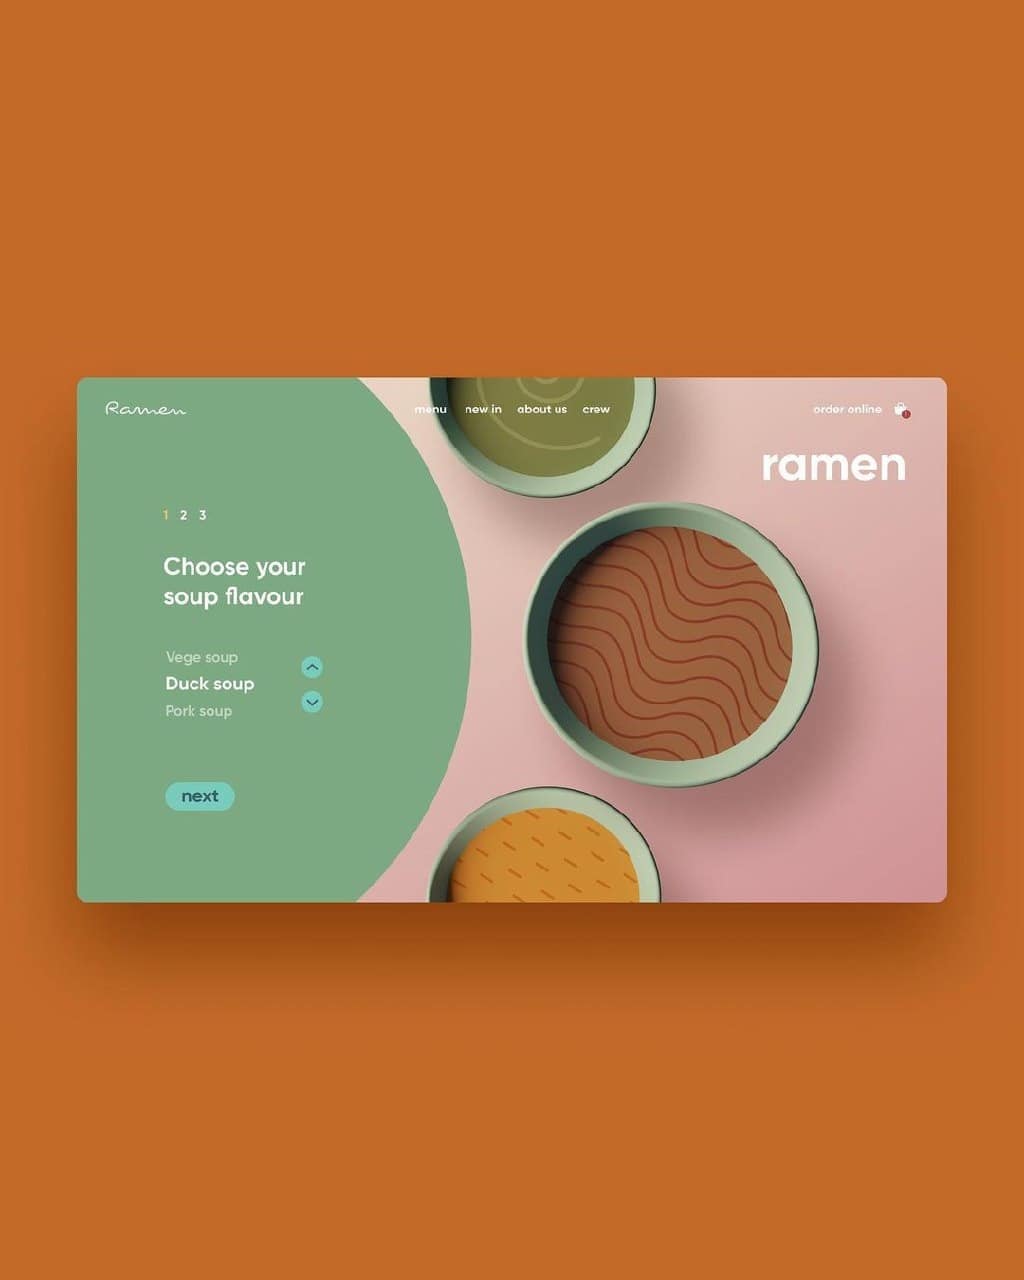 Ramen
menu new in about us crew
order online
ramen
1 2 3
Choose your
soup flavour
Vege soup
Duck soup
Pork soup
next